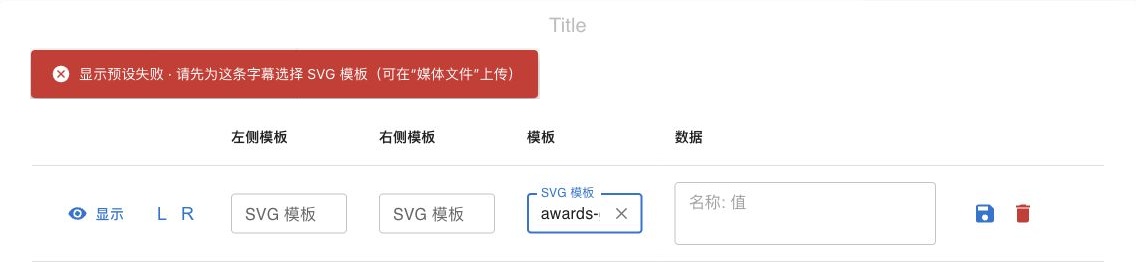 Title
显示预设失败 · 请先为这条字幕选择 SVG 模板（可在“媒体文件”上传）
左侧模板 右侧模板 模板 数据
SVG 模板
显示 L R SVG 模板 SVG 模板 awards- 名称: 值